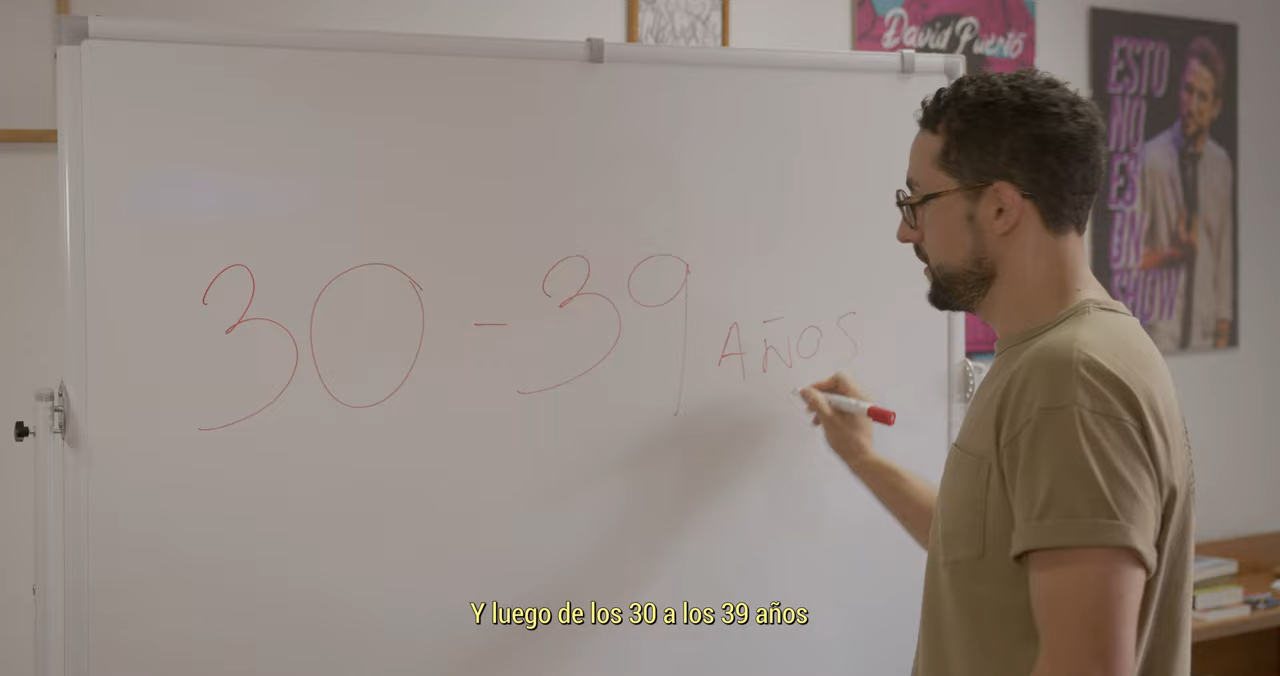 David Puerto
ESTO
NO
ES
UN
SHOW
30 - 39 AÑOS
Y luego de los 30 a los 39 años